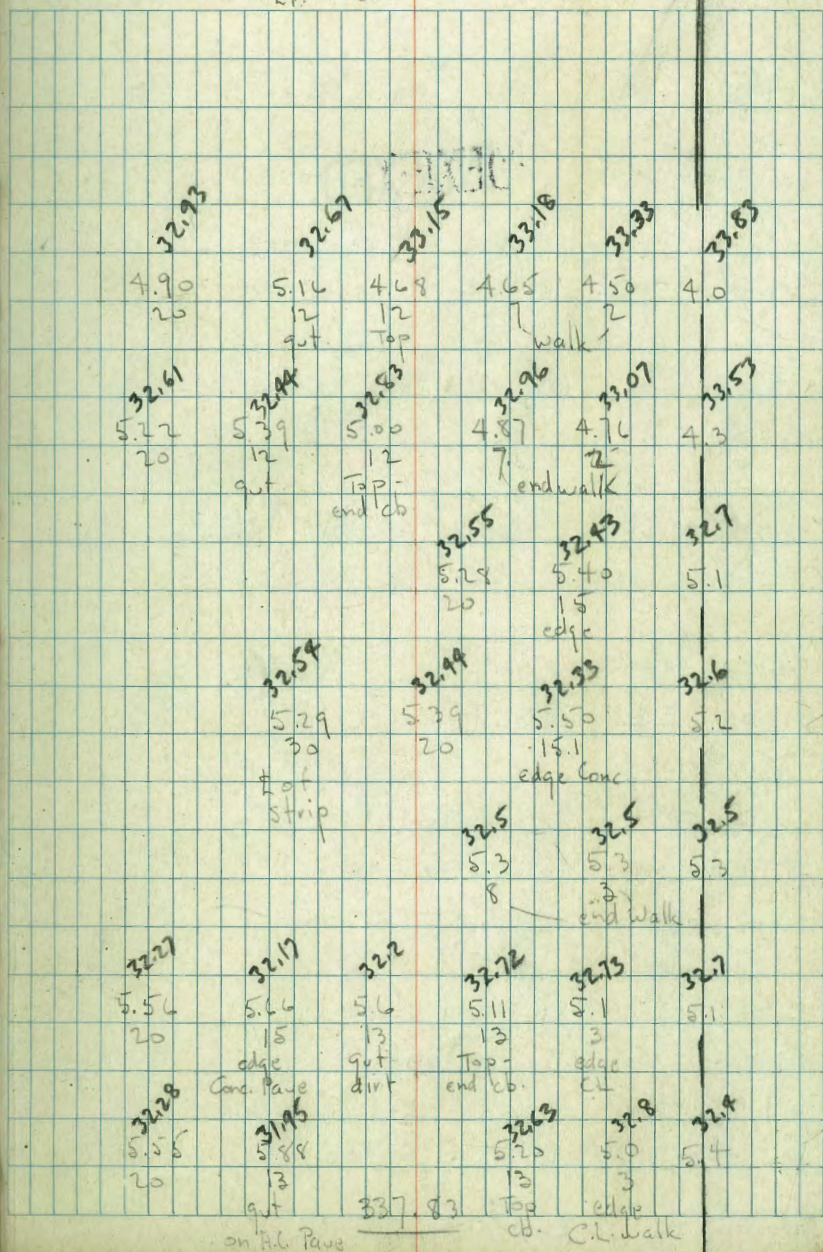 32.93 32.67 33.15 33.18 33.33 33.83
4.90 5.16 4.68 4.65 4.50 4.0
20 12 12 7 2
gut Top walk
32.61 32.44 32.83 32.96 33.07 33.53
5.22 5.39 5.00 4.87 4.76 4.3
20 12 12 7 2
gut Top - end walk
end cb
32.55 32.43 32.7
5.28 5.40 5.1
20 15
edge
32.54 32.44 32.33 32.6
5.29 5.39 5.50 5.2
30 20 15.1
of edge Conc
strip
32.5 32.5 32.5
5.3 5.3 5.3
8 3
end walk
32.27 32.17 32.2 32.72 32.73 32.7
5.56 5.66 5.6 5.11 5.1 5.1
20 15 13 13 3
edge gut Top - edge
Conc. Pave dirt end cb. CL
32.28 31.95 32.63 32.8 32.4
5.55 5.88 5.20 5.0 5.4
20 13 13 3
gut 337.83 Top edge
on A.C. Pave cb. C.L. walk